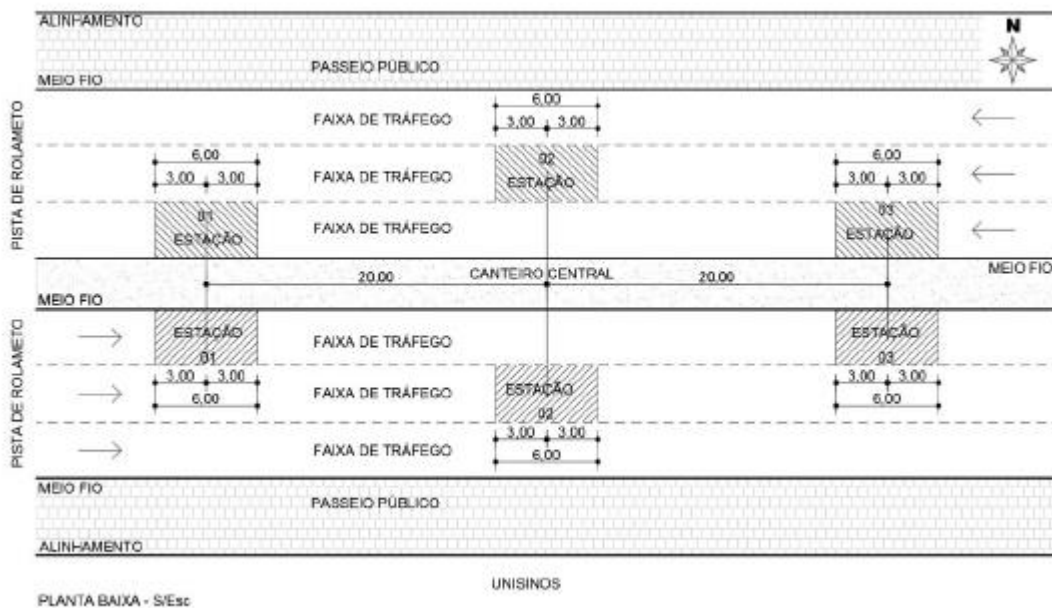 ALINHAMENTO
N
PASSEIO PÚBLICO
MEIO FIO
PISTA DE ROLAMETO
FAIXA DE TRÁFEGO
6,00
3,00 3,00
FAIXA DE TRÁFEGO
6,00
3,00 3,00
02
ESTAÇÃO
6,00
3,00 3,00
FAIXA DE TRÁFEGO
01
ESTAÇÃO
03
ESTAÇÃO
CANTEIRO CENTRAL
20,00
20,00
MEIO FIO
MEIO FIO
PISTA DE ROLAMETO
ESTAÇÃO
01
FAIXA DE TRÁFEGO
ESTAÇÃO
03
3,00 3,00
6,00
FAIXA DE TRÁFEGO
ESTAÇÃO
02
3,00 3,00
6,00
FAIXA DE TRÁFEGO
3,00 3,00
6,00
MEIO FIO
PASSEIO PÚBLICO
ALINHAMENTO
UNISINOS
PLANTA BAIXA - S/Esc